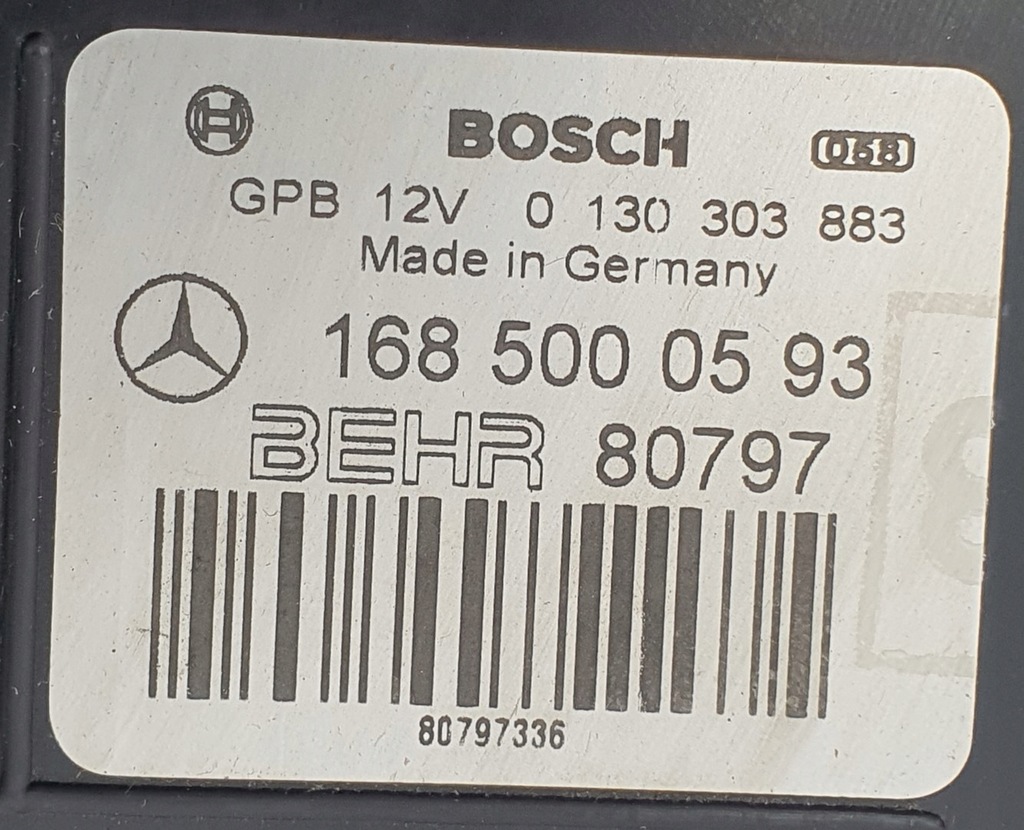 BOSCH 058
GPB 12V 0 130 303 883
Made in Germany
168 500 05 93
BEHR 80797
80797336